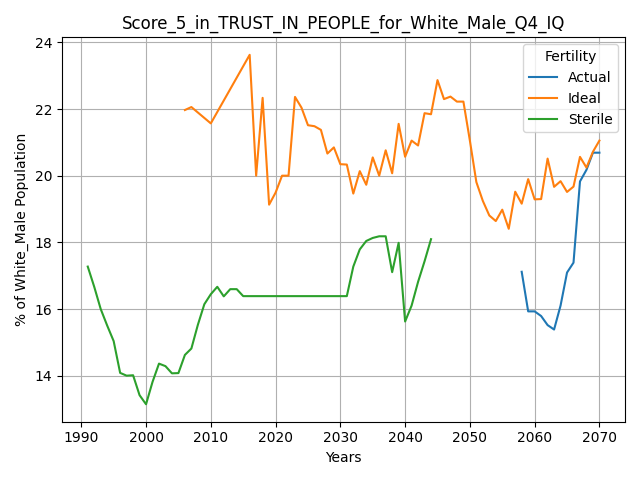 Score_5_in_TRUST_IN_PEOPLE_for_White_Male_Q4_IQ
% of White_Male Population
24
22
20
18
16
14
Fertility
Actual
Ideal
Sterile
1990 2000 2010 2020 2030 2040 2050 2060 2070
Years